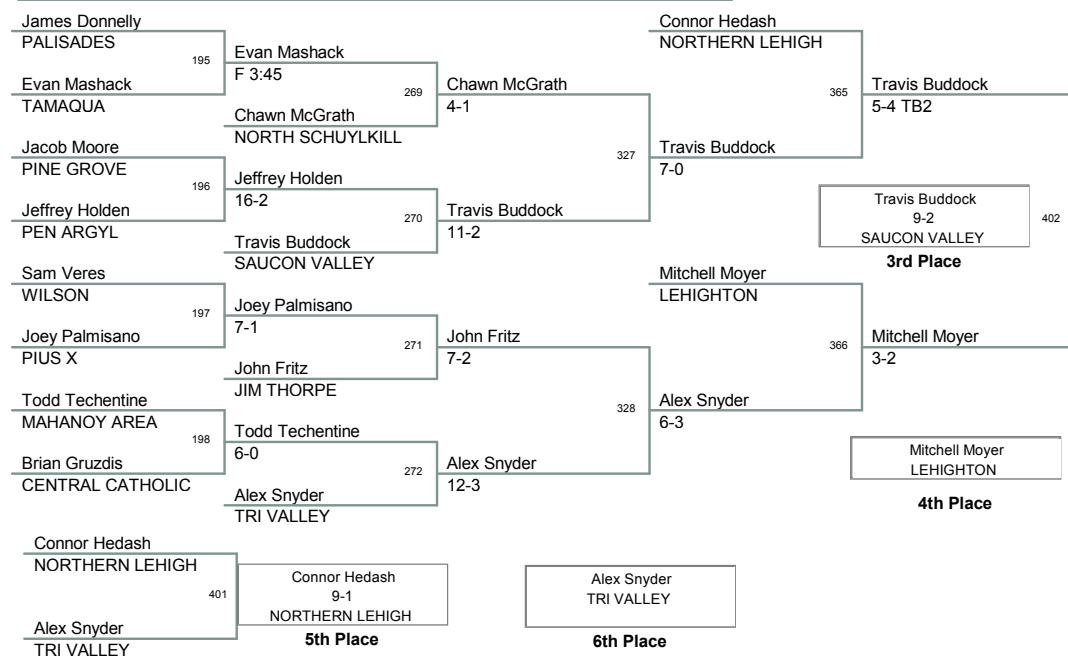 James Donnelly
PALISADES
195
Evan Mashack
TAMAQUA
Jacob Moore
PINE GROVE
196
Jeffrey Holden
PEN ARGYL
Sam Veres
WILSON
197
Joey Palmisano
PIUS X
Todd Techentine
MAHANOY AREA
198
Brian Gruzdis
CENTRAL CATHOLIC
Evan Mashack
F 3:45
269
Chawn McGrath
NORTH SCHUYLKILL
Jeffrey Holden
16-2
270
Travis Buddock
SAUCON VALLEY
Joey Palmisano
7-1
271
John Fritz
JIM THORPE
Todd Techentine
6-0
272
Alex Snyder
TRI VALLEY
Chawn McGrath
4-1
327
Travis Buddock
11-2
John Fritz
7-2
328
Alex Snyder
12-3
Connor Hedash
NORTHERN LEHIGH
365
Travis Buddock
7-0
Mitchell Moyer
LEHIGHTON
366
Alex Snyder
6-3
Travis Buddock
5-4 TB2
Travis Buddock
9-2
SAUCON VALLEY
402
3rd Place
Mitchell Moyer
3-2
Mitchell Moyer
LEHIGHTON
4th Place
Connor Hedash
NORTHERN LEHIGH
401
Alex Snyder
TRI VALLEY
Connor Hedash
9-1
NORTHERN LEHIGH
5th Place
Alex Snyder
TRI VALLEY
6th Place